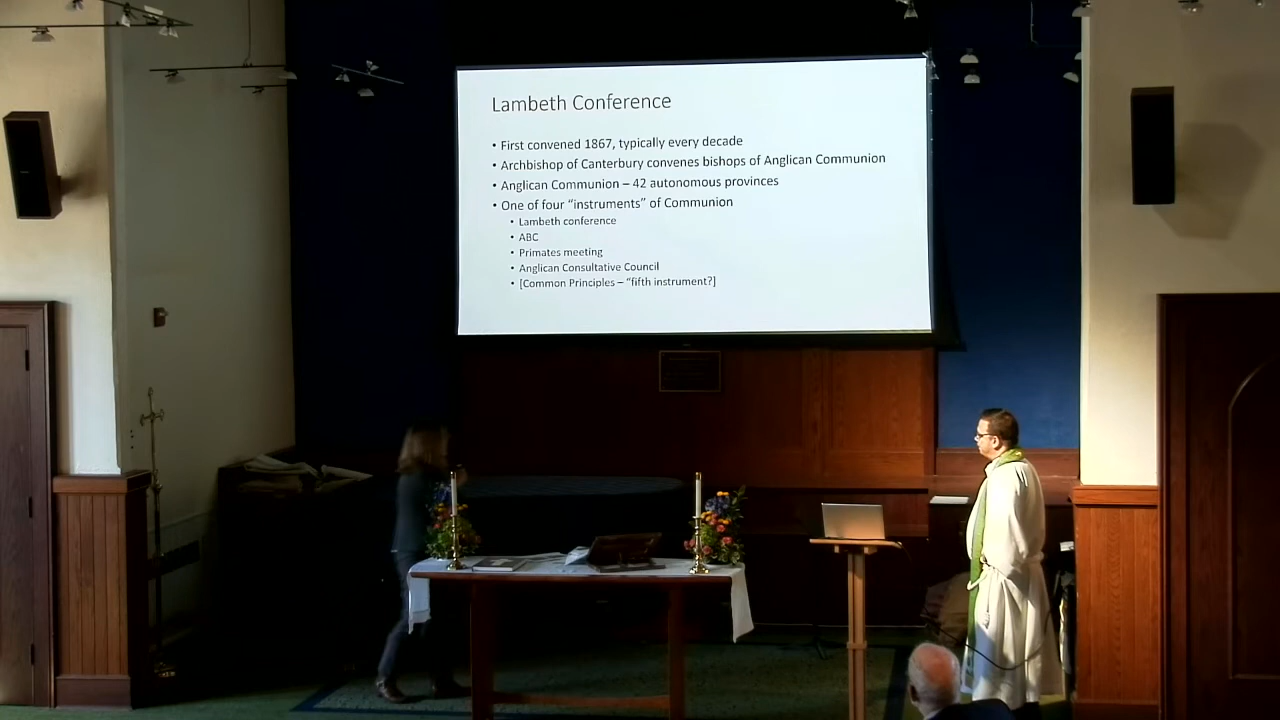 Lambeth Conference
• First convened 1867, typically every decade
• Archbishop of Canterbury convenes bishops of Anglican Communion
• Anglican Communion – 42 autonomous provinces
• One of four “instruments” of Communion
• Lambeth conference
• ABC
• Primates meeting
• Anglican Consultative Council
• [Common Principles – “fifth instrument?]